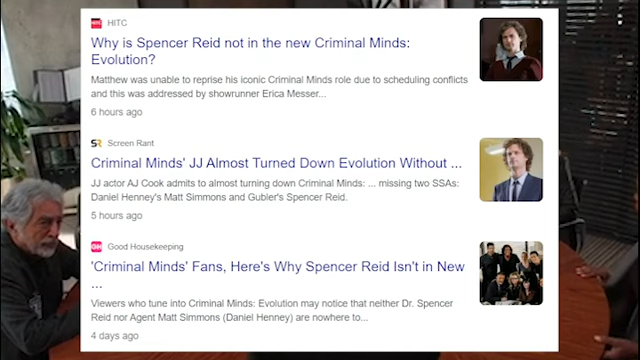 HITC
HITC
Why is Spencer Reid not in the new Criminal Minds:
Evolution?
Matthew was unable to reprise his iconic Criminal Minds role due to scheduling conflicts
and this was addressed by showrunner Erica Messer...
6 hours ago
SR
Screen Rant
Criminal Minds' JJ Almost Turned Down Evolution Without ...
JJ actor AJ Cook admits to almost turning down Criminal Minds: ... missing two SSAs:
Daniel Henney's Matt Simmons and Gubler's Spencer Reid.
5 hours ago
GH
Good Housekeeping
'Criminal Minds' Fans, Here's Why Spencer Reid Isn't in New
...
Viewers who tune into Criminal Minds: Evolution may notice that neither Dr. Spencer
Reid nor Agent Matt Simmons (Daniel Henney) are nowhere to...
4 days ago